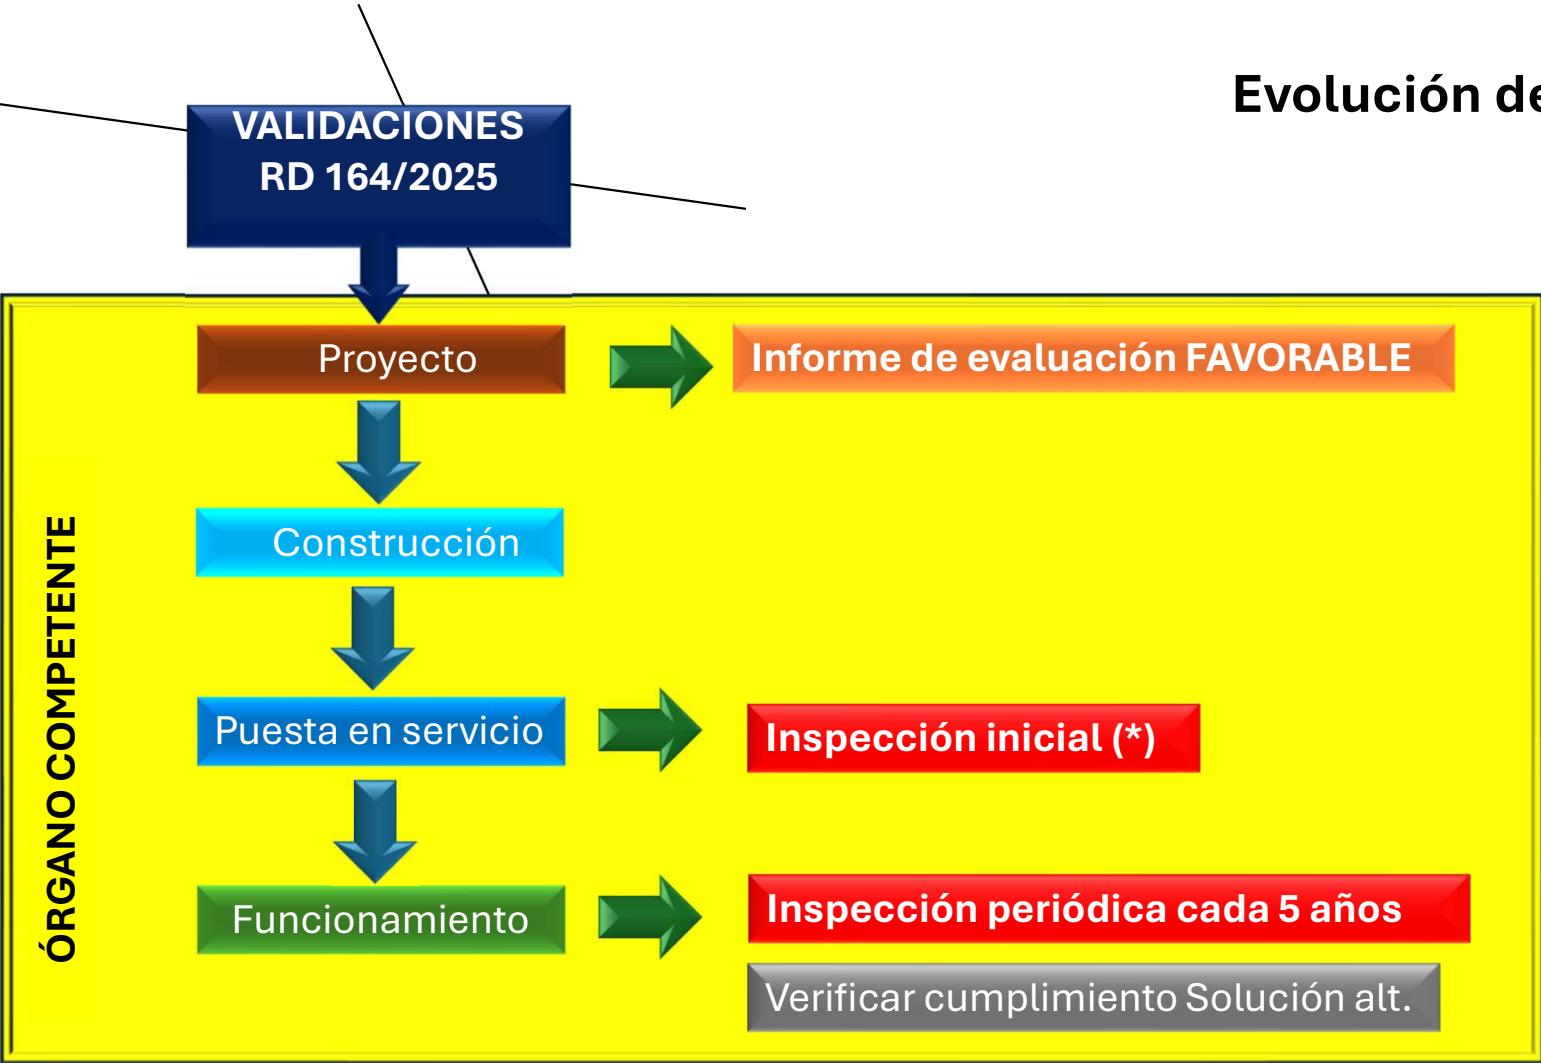 Evolución de
VALIDACIONES
RD 164/2025
Proyecto
Informe de evaluación FAVORABLE
Construcción
ÓRGANO COMPETENTE
Puesta en servicio
Inspección inicial (*)
Funcionamiento
Inspección periódica cada 5 años
Verificar cumplimiento Solución alt.